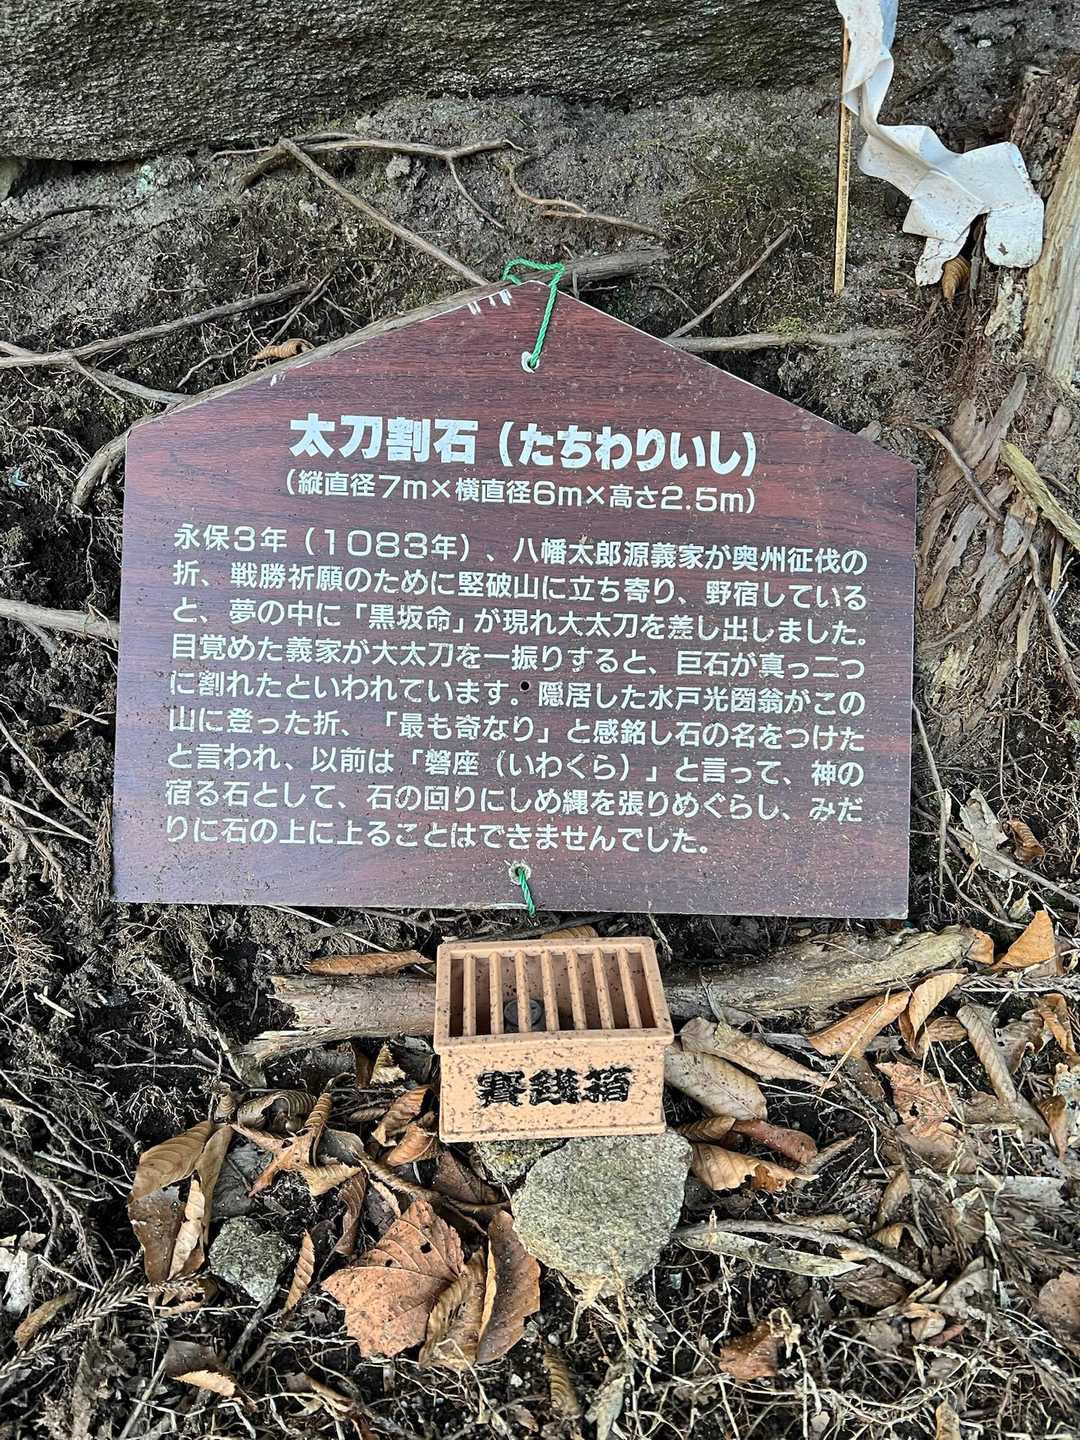 太刀割石（たちわりいし）
（縦直径7m×横直径6m×高さ2.5m）
永保3年（1083年）、八幡太郎源義家が奥州征伐の
折、戦勝祈願のために竪破山に立ち寄り、野宿している
と、夢の中に「黒坂命」が現れ大太刀を差し出しました。
目覚めた義家が大太刀を一振りすると、巨石が真っ二つ
に割れたといわれています。隠居した水戸光圀翁がこの
山に登った折、「最も奇なり」と感銘し石の名をつけた
と言われ、以前は「磐座（いわくら）」と言って、神の
宿る石として、石の回りにしめ縄を張りめぐらし、みだ
りに石の上に上ることはできませんでした。
賽銭箱